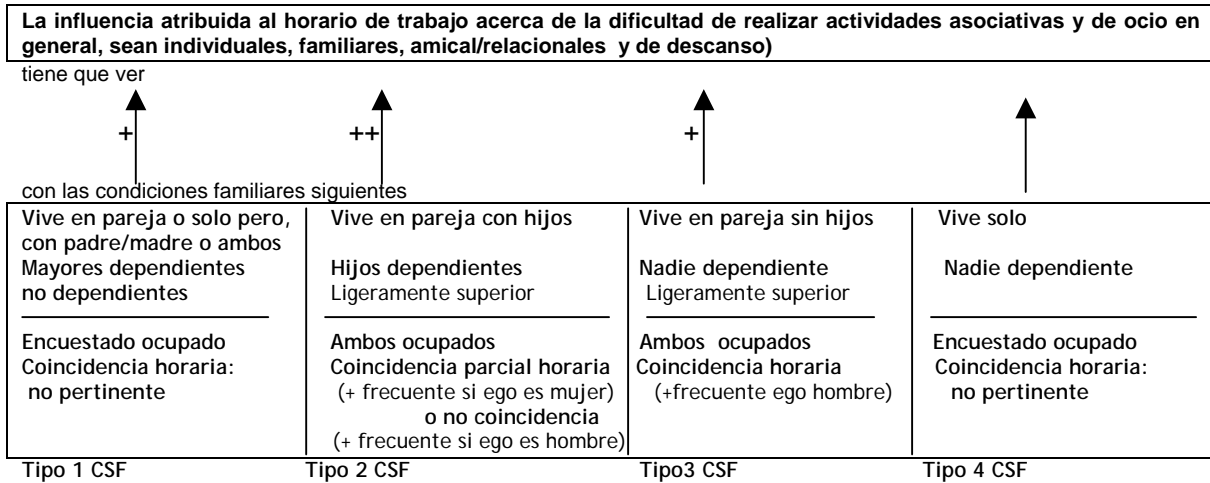 La influencia atribuida al horario de trabajo acerca de la dificultad de realizar actividades asociativas y de ocio en
general, sean individuales, familiares, amical/relacionales y de descanso)
tiene que ver
+ ++ +
con las condiciones familiares siguientes
Vive en pareja o solo pero,
con padre/madre o ambos
Mayores dependientes
no dependientes
Encuestado ocupado
Coincidencia horaria:
no pertinente
Tipo 1 CSF
Vive en pareja con hijos
Hijos dependientes
Ligeramente superior
Ambos ocupados
Coincidencia parcial horaria
(+ frecuente si ego es mujer)
o no coincidencia
(+ frecuente si ego es hombre)
Tipo 2 CSF
Vive en pareja sin hijos
Nadie dependiente
Ligeramente superior
Ambos ocupados
Coincidencia horaria
(+frecuente ego hombre)
Tipo3 CSF
Vive solo
Nadie dependiente
Encuestado ocupado
Coincidencia horaria:
no pertinente
Tipo 4 CSF